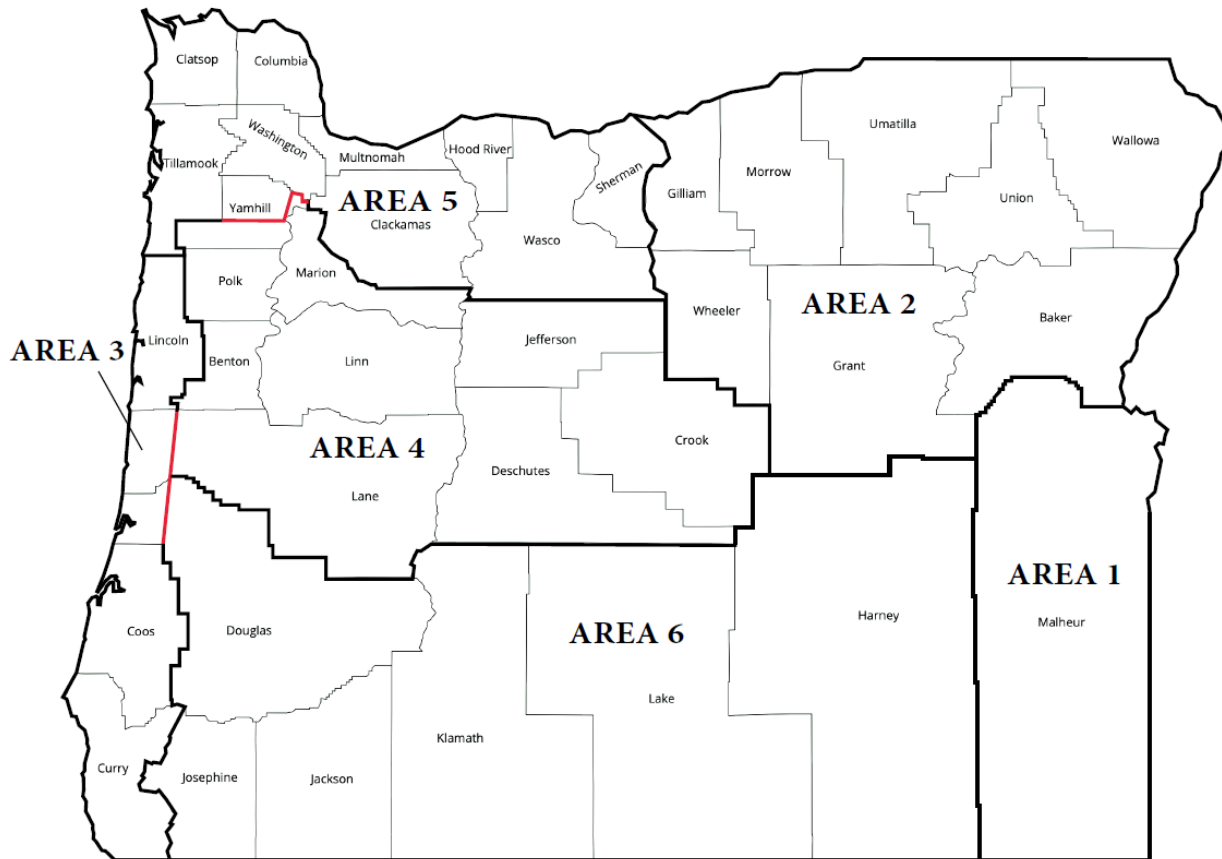 Clatsop
Columbia
Washington
Tillamook
Multnomah
Hood River
Sherman
Gilliam
Morrow
Umatilla
Union
Wallowa
Yamhill
AREA 5
Clackamas
Wasco
Marion
Polk
Lincoln
AREA 3
Benton
Linn
Jefferson
Wheeler
AREA 2
Grant
Baker
AREA 4
Lane
Deschutes
Crook
AREA 1
Malheur
Coos
Douglas
AREA 6
Harney
Lake
Klamath
Curry
Josephine
Jackson